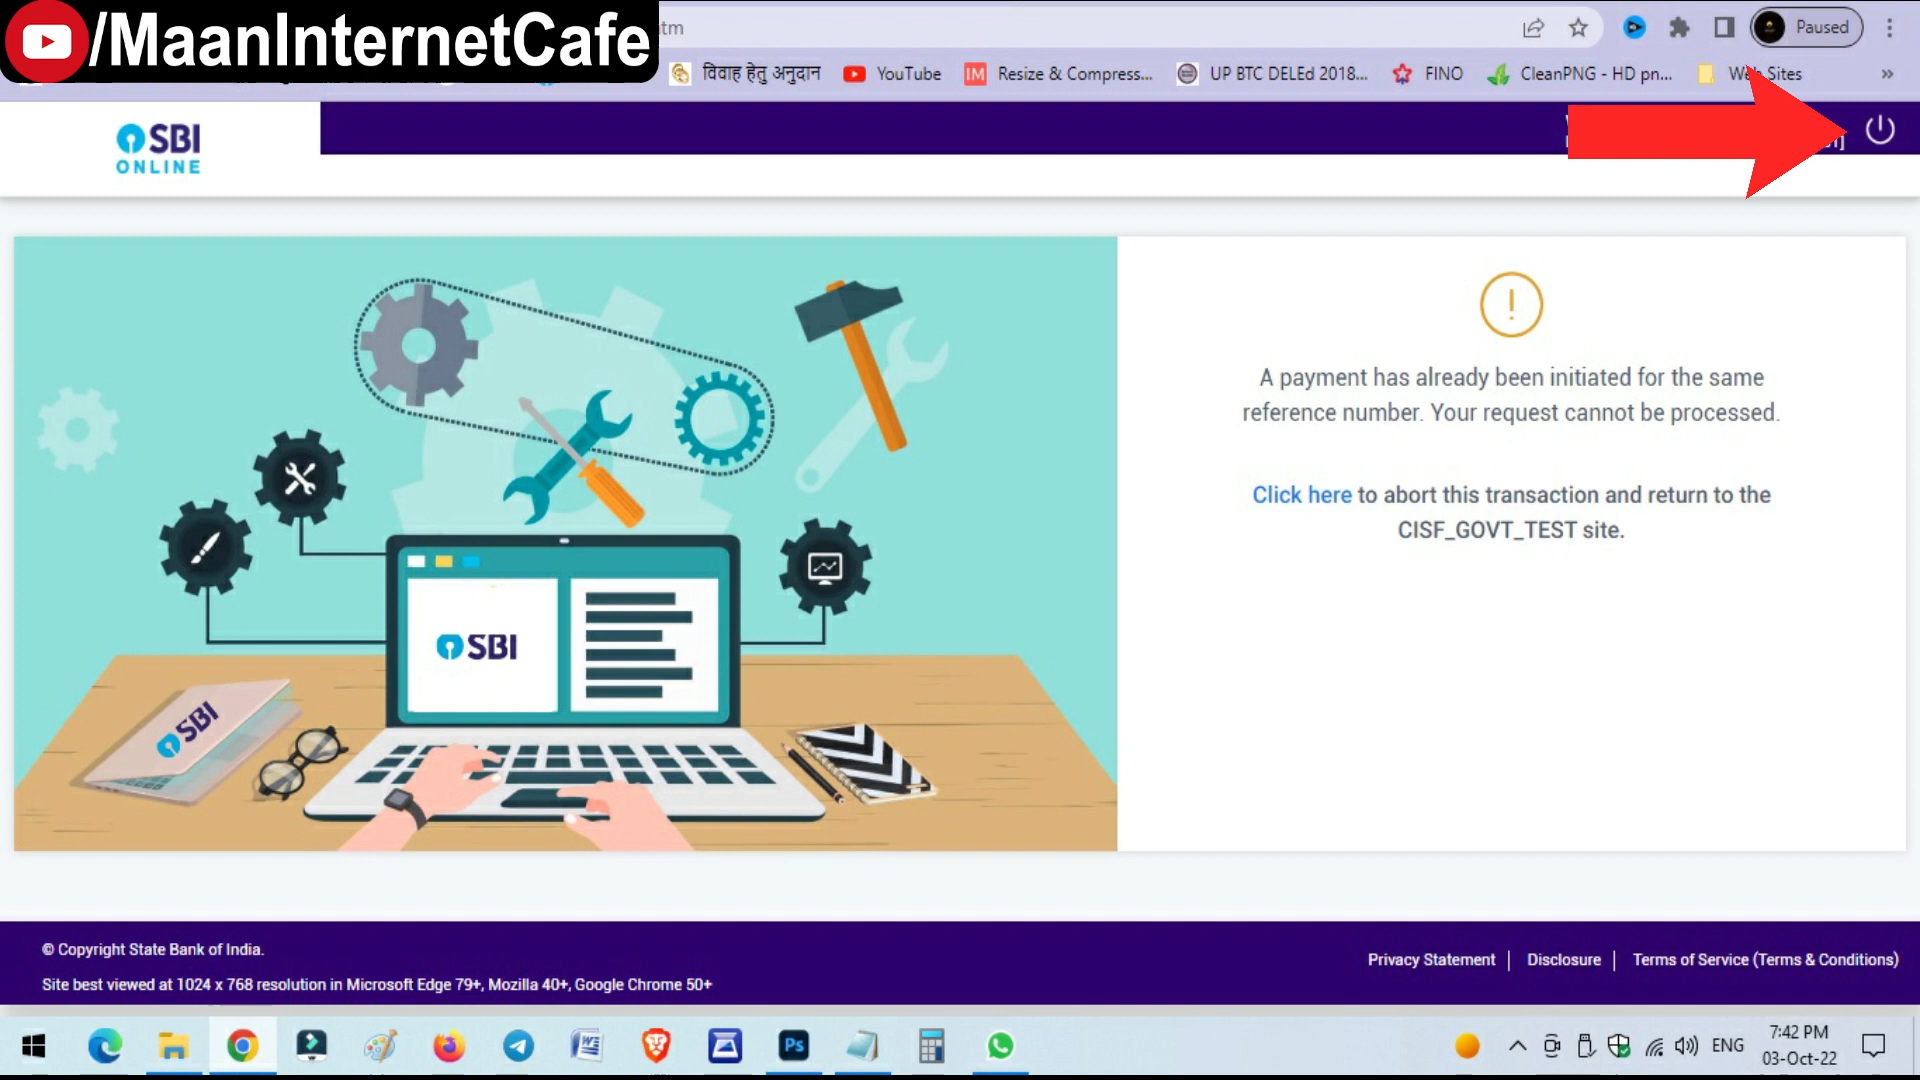 /MaanInternetCafe
tm
Paused
विवाह हेतु अनुदान
YouTube
IM
Resize & Compress...
UP BTC DELEd 2018...
FINO
CleanPNG - HD pn...
Web Sites
»
SBI
ONLINE
!
A payment has already been initiated for the same
reference number. Your request cannot be processed.
Click here to abort this transaction and return to the
CISF_GOVT_TEST site.
SBI
SBI
© Copyright State Bank of India.
Site best viewed at 1024 x 768 resolution in Microsoft Edge 79+, Mozilla 40+, Google Chrome 50+
Privacy Statement | Disclosure | Terms of Service (Terms & Conditions)
W
Ps
ENG
7:42 PM
03-Oct-22